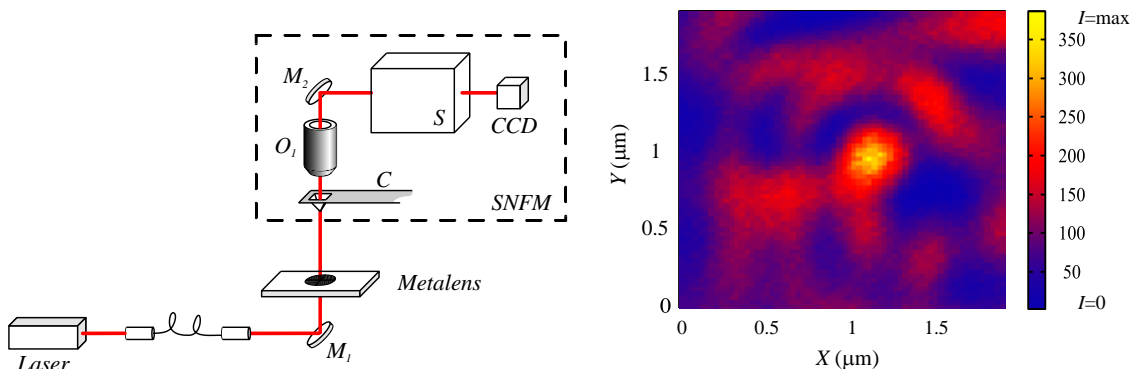 M2
S
CCD
O1
C
SNFM
Metalens
M1
Laser
Y (μm)
1.5
1
0.5
0
0
0.5
1
1.5
X (μm)
I=max
350
300
250
200
150
100
50
I=0